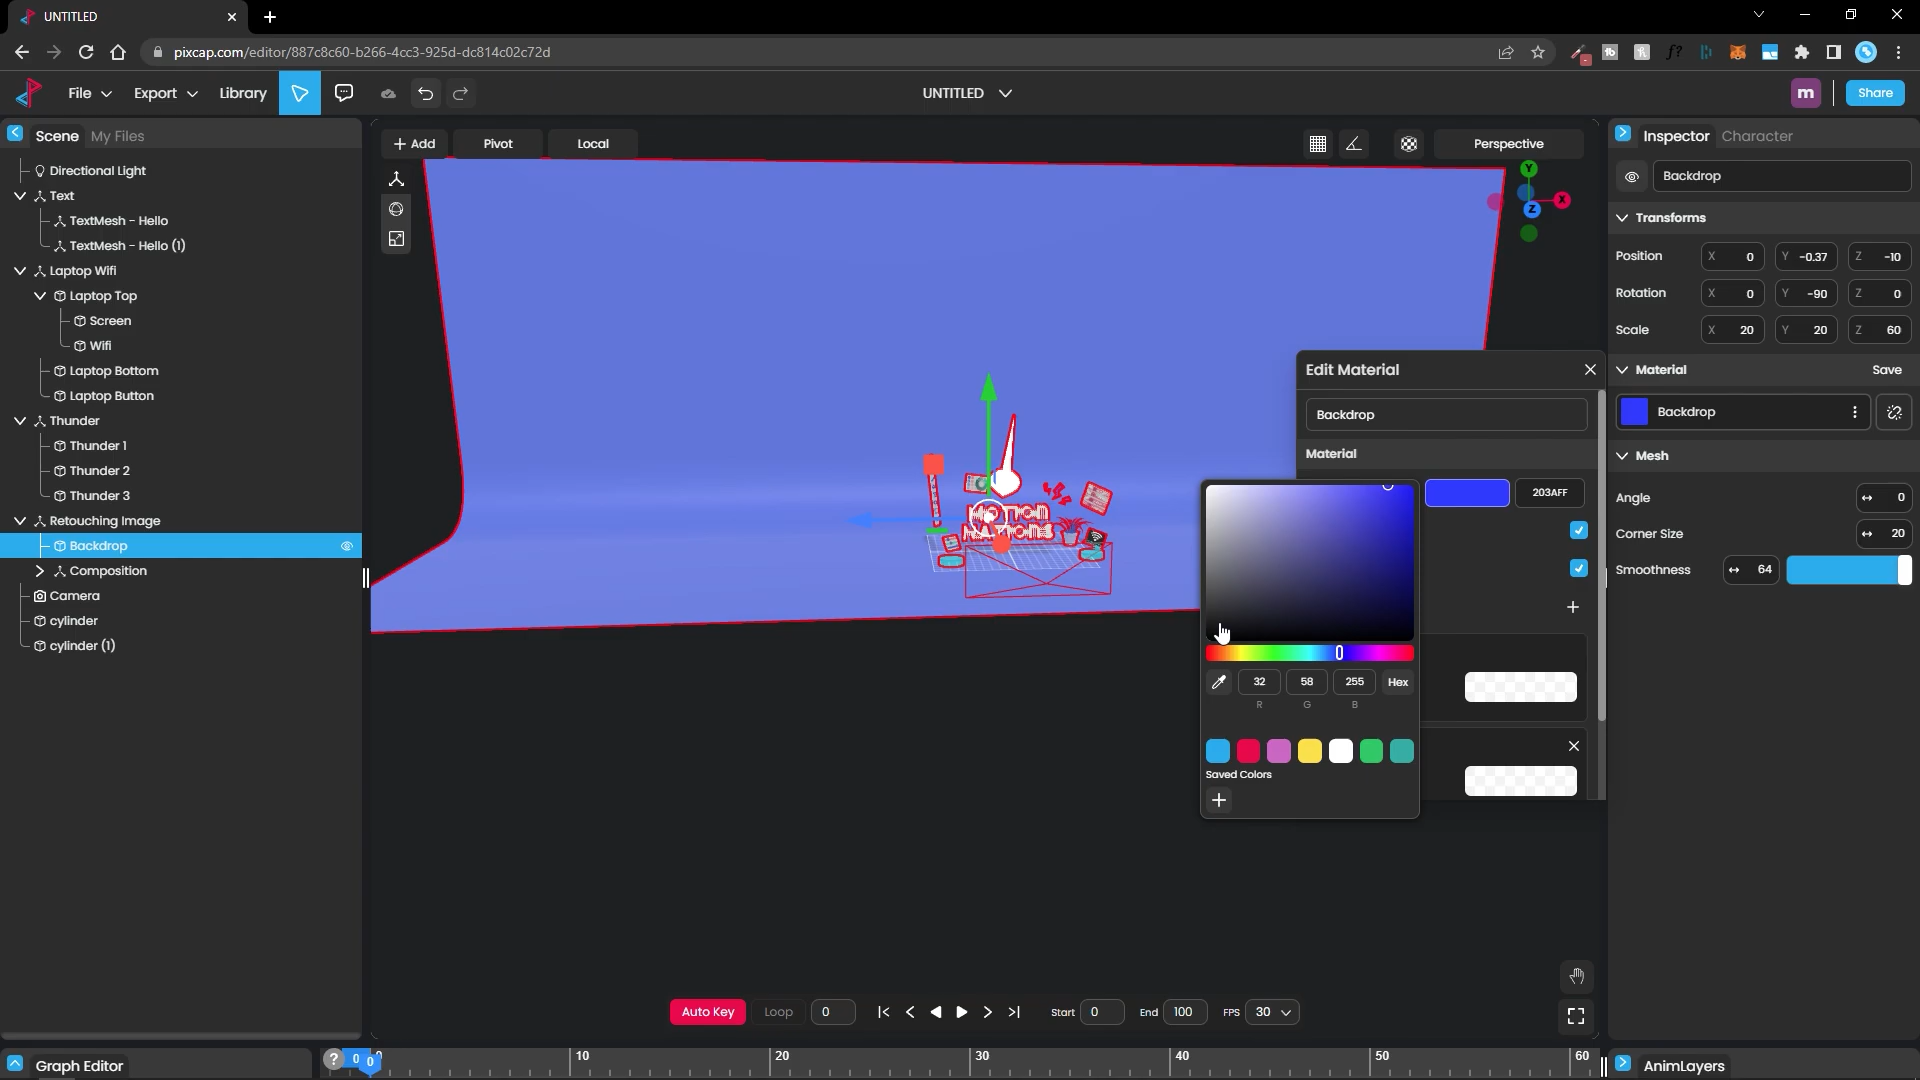 UNTITLED
pixcap.com/editor/887c8c60-b266-4cc3-925d-dc814c02c72d
File
Export
Library
UNTITLED
m
Share
Scene
My Files
Directional Light
Text
TextMesh - Hello
TextMesh - Hello (1)
Laptop Wifi
Laptop Top
Screen
Wifi
Laptop Bottom
Laptop Button
Thunder
Thunder 1
Thunder 2
Thunder 3
Retouching Image
Backdrop
Composition
Camera
cylinder
cylinder (1)
+ Add
Pivot
Local
Perspective
Y
X
Z
MOTION
NATIONS
Edit Material
Backdrop
Material
203AFF
32
58
255
Hex
R
G
B
Saved Colors
Inspector
Character
Backdrop
Transforms
Position
X 0
Y -0.37
Z -10
Rotation
X 0
Y -90
Z 0
Scale
X 20
Y 20
Z 60
Material
Save
Backdrop
Mesh
Angle
0
Corner Size
20
Smoothness
64
Auto Key
Loop
0
Start
0
End
100
FPS
30
Graph Editor
?
0
0
10
20
30
40
50
60
AnimLayers